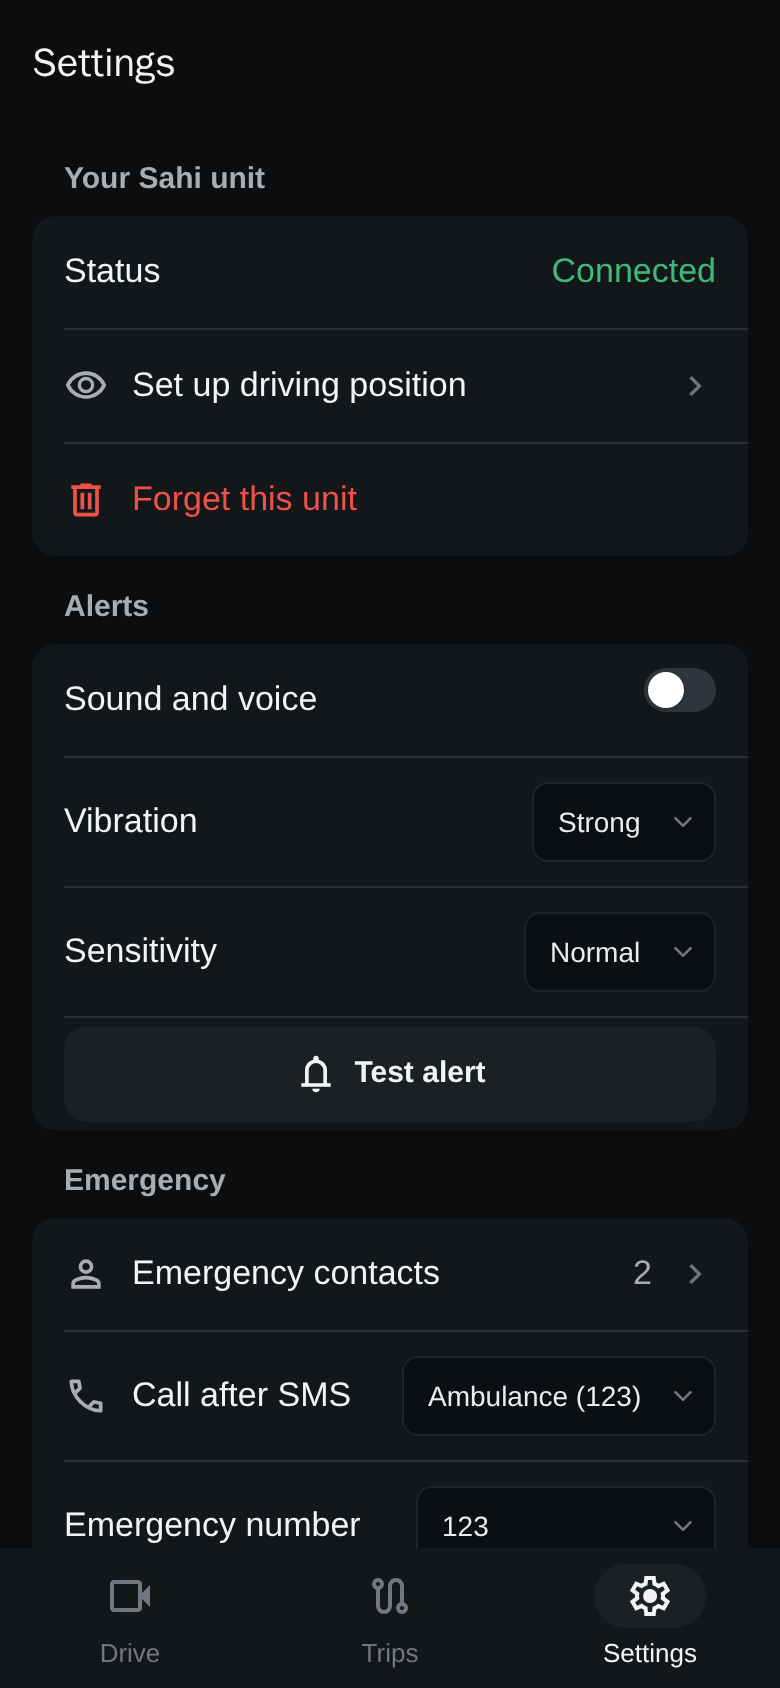 Settings
Your Sahi unit
Status Connected
Set up driving position
Forget this unit
Alerts
Sound and voice
Vibration Strong
Sensitivity Normal
Test alert
Emergency
Emergency contacts 2
Call after SMS Ambulance (123)
Emergency number 123
Drive Trips Settings